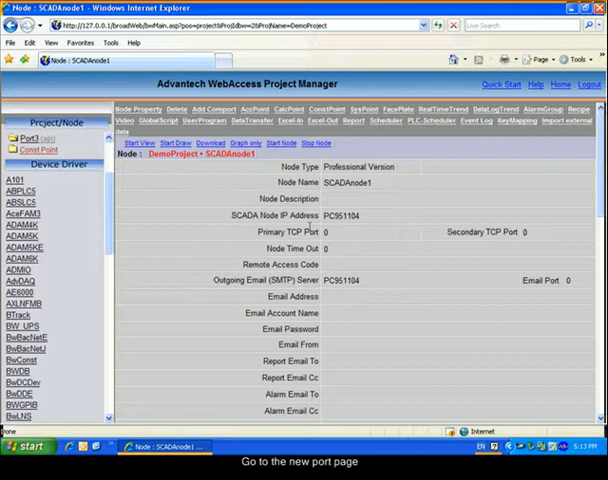 Node : SCADAnode1 - Windows Internet Explorer
http://127.0.0.1/broadWeb/bwMain.asp?pos=project&ProjIdbw=2&ProjName=DemoProject
File Edit View Favorites Tools Help
Node : SCADAnode1
Page Tools
Advantech WebAccess Project Manager
Quick Start Help Home Logout
Project/Node
Port3 (api)
Const Point
Device Driver
A101
ABPLC5
ABSLC5
AceFAM3
ADAM4K
ADAM5K
ADAM5KE
ADAM6K
ADMIO
AdvDAQ
AE6000
AXLNFMB
BTrack
BW_UPS
BwBacNetE
BwBacNetJ
BwConst
BWDB
BwDCDev
BwDDE
BWGPIB
BwLNS
Node Property Delete Add Comport AccPoint CalcPoint ConstPoint SysPoint FacePlate RealTimeTrend DataLogTrend AlarmGroup Recipe
Video GlobalScript UserProgram DataTransfer Excel-In Excel-Out Report Scheduler PLC-Scheduler Event Log KeyMapping Import external
data
Start View Start Draw Download Graph only Start Node Stop Node
Node : DemoProject • SCADAnode1
Node Type Professional Version
Node Name SCADAnode1
Node Description
SCADA Node IP Address PC951104
Primary TCP Port 0 Secondary TCP Port 0
Node Time Out 0
Remote Access Code
Outgoing Email (SMTP) Server PC951104 Email Port 0
Email Address
Email Account Name
Email Password
Email From
Report Email To
Report Email Cc
Alarm Email To
Alarm Email Cc
Done
Internet
start
Node : SCADAnode1 ...
EN
5:13 PM
Go to the new port page